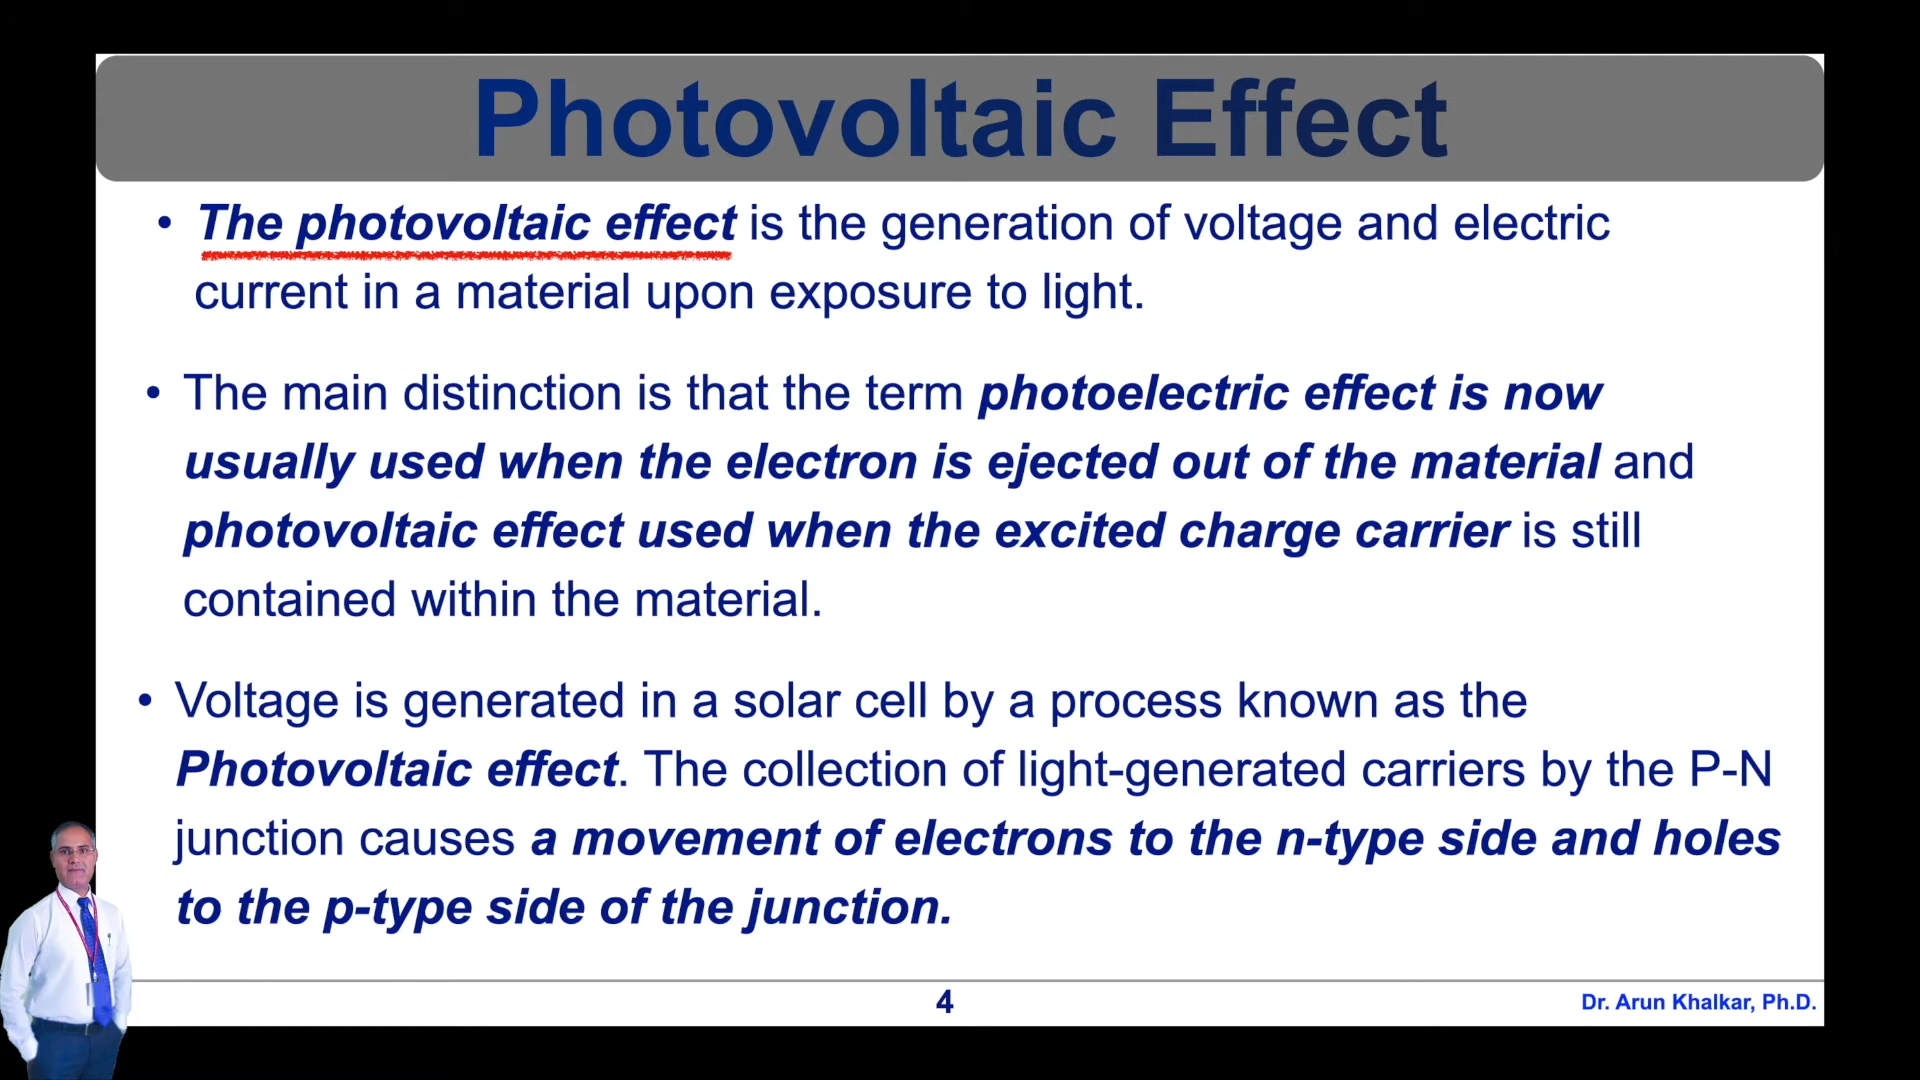 Photovoltaic Effect
• The photovoltaic effect is the generation of voltage and electric
current in a material upon exposure to light.
• The main distinction is that the term photoelectric effect is now
usually used when the electron is ejected out of the material and
photovoltaic effect used when the excited charge carrier is still
contained within the material.
• Voltage is generated in a solar cell by a process known as the
Photovoltaic effect. The collection of light-generated carriers by the P-N
junction causes a movement of electrons to the n-type side and holes
to the p-type side of the junction.
4
Dr. Arun Khalkar, Ph.D.